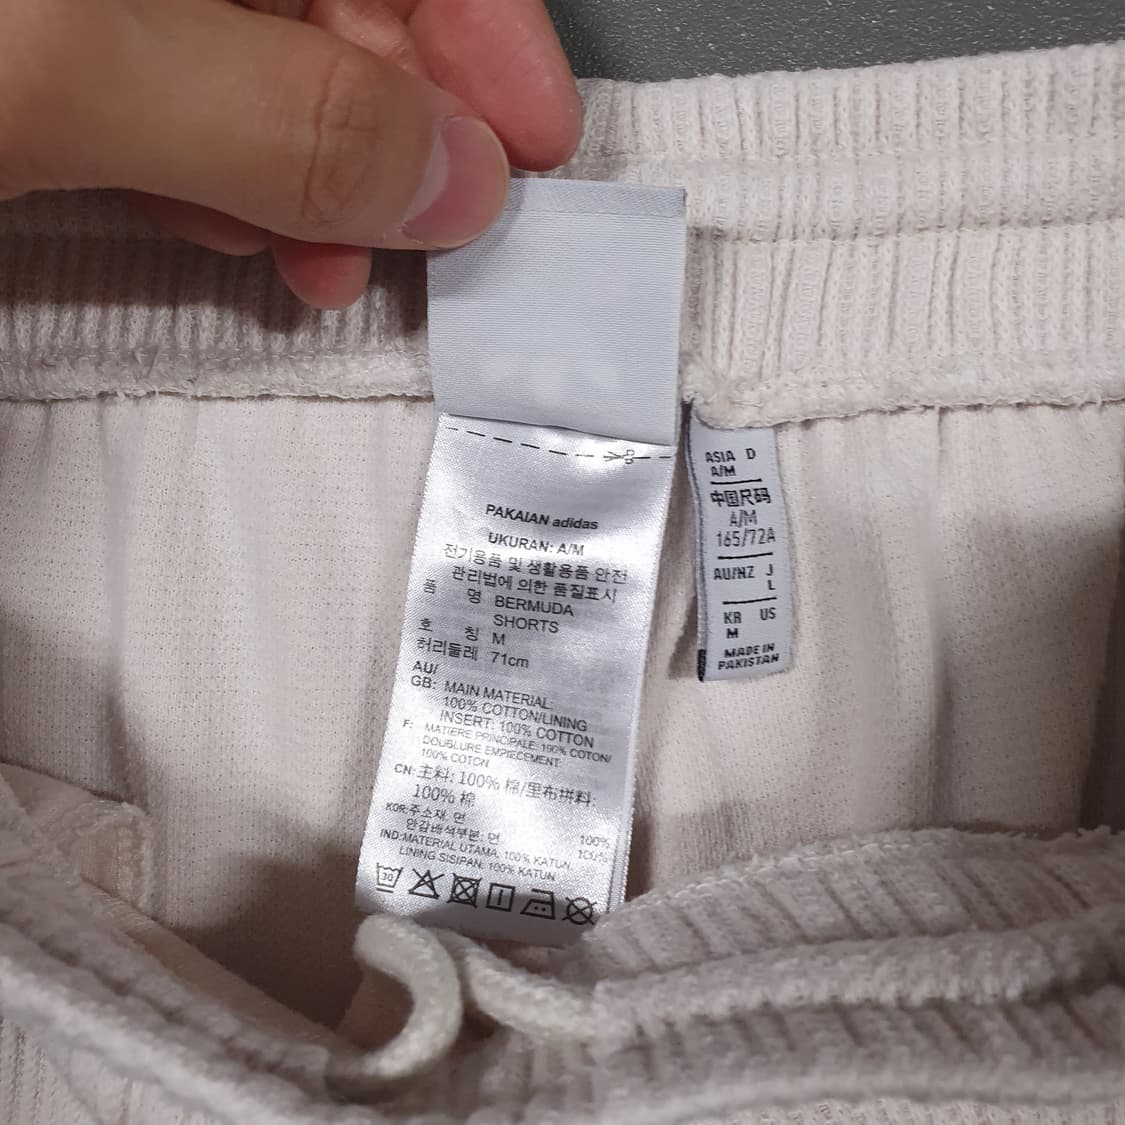 PAKAIAN adidas
UKURAN: A/M
전기용품 및 생활용품 안전
관리법에 의한 품질표시
품 명 BERMUDA
SHORTS
호 칭 M
허리둘레 71cm
AU/
GB: MAIN MATERIAL:
100% COTTON/LINING
INSERT: 100% COTTON
F: MATIERE PRINCIPALE: 100% COTON/
DOUBLURE EMPIECEMENT:
100% COTON
CN: 主料: 100% 棉/里布拼料:
100% 棉
KOR: 주소재: 면 100%
안감배색부분: 면 100%
IND: MATERIAL UTAMA: 100% KATUN,
LINING SISIPAN: 100% KATUN
30
ASIA D
A/M
中国尺码
A/M
165/72A
AU/NZ J
L
KR US
M
MADE IN
PAKISTAN